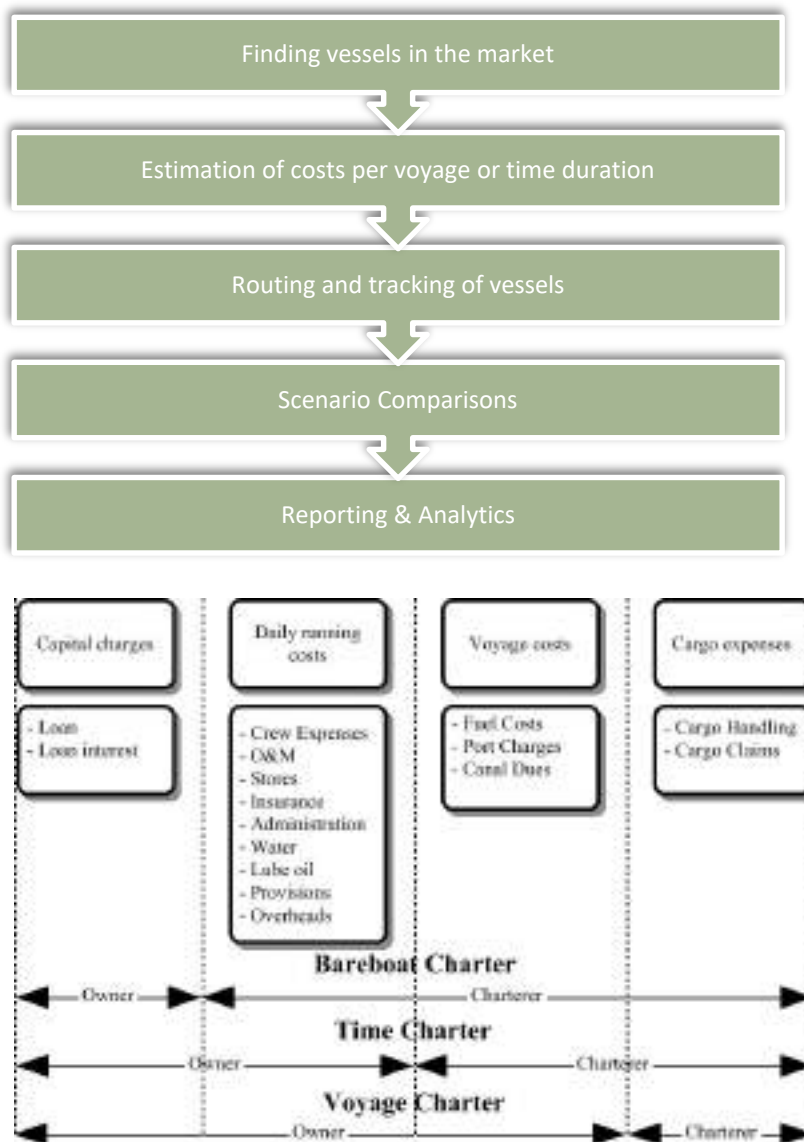 Finding vessels in the market
Estimation of costs per voyage or time duration
Routing and tracking of vessels
Scenario Comparisons
Reporting & Analytics
Capital charges
Daily running
costs
Voyage costs
Cargo expenses
- Loan
- Loan interest
- Crew Expenses
- O&M
- Stores
- Insurance
- Administration
- Water
- Lube oil
- Provisions
- Overheads
- Fuel Costs
- Port Charges
- Canal Dues
- Cargo Handling
- Cargo Claims
Bareboat Charter
Owner
Charterer
Time Charter
Owner
Charterer
Voyage Charter
Owner
Charterer